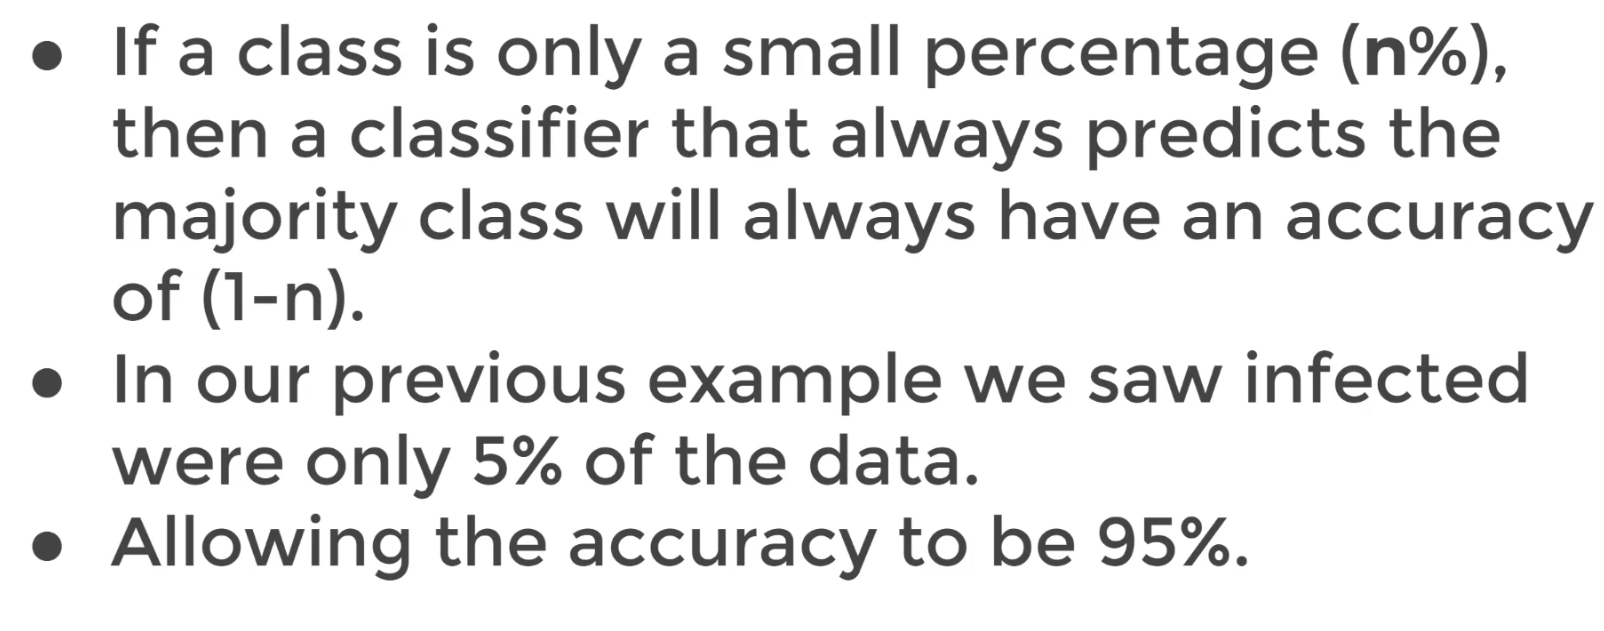 ● If a class is only a small percentage (n%),
then a classifier that always predicts the
majority class will always have an accuracy
of (1-n).
● In our previous example we saw infected
were only 5% of the data.
● Allowing the accuracy to be 95%.